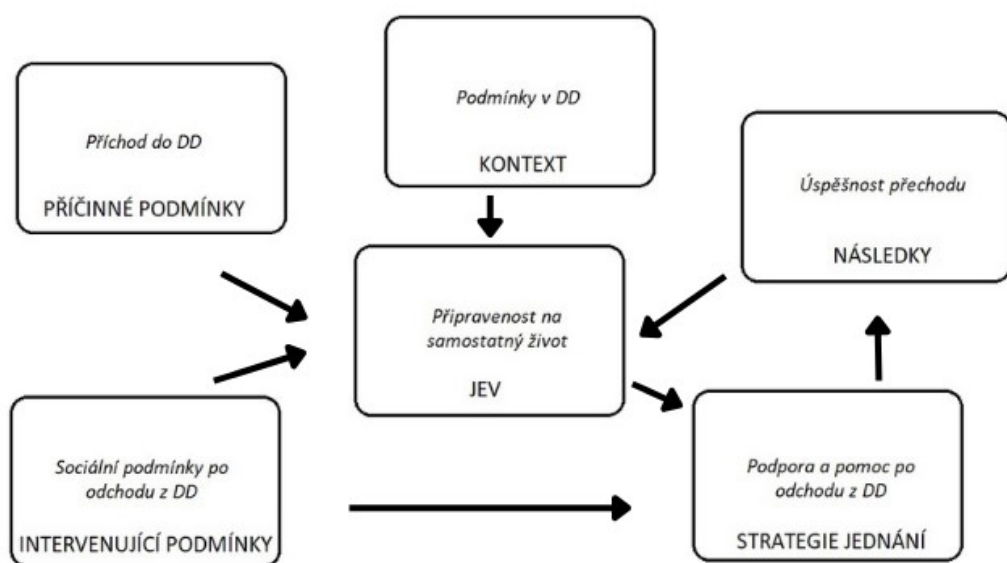 Příchod do DD
PŘÍČINNÉ PODMÍNKY
Podmínky v DD
KONTEXT
Úspěšnost přechodu
NÁSLEDKY
Připravenost na
samostatný život
JEV
Sociální podmínky po
odchodu z DD
INTERVENUJÍCÍ PODMÍNKY
Podpora a pomoc po
odchodu z DD
STRATEGIE JEDNÁNÍ